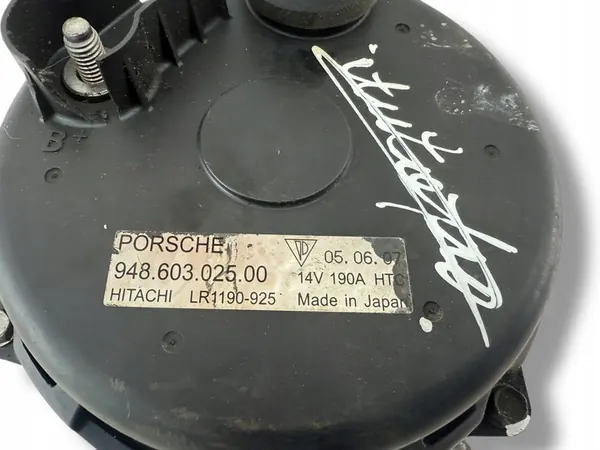 B+
PORSCHE 05. 06. 07
948.603.025.00 14V 190A HTC
HITACHI LR1190-925 Made in Japan